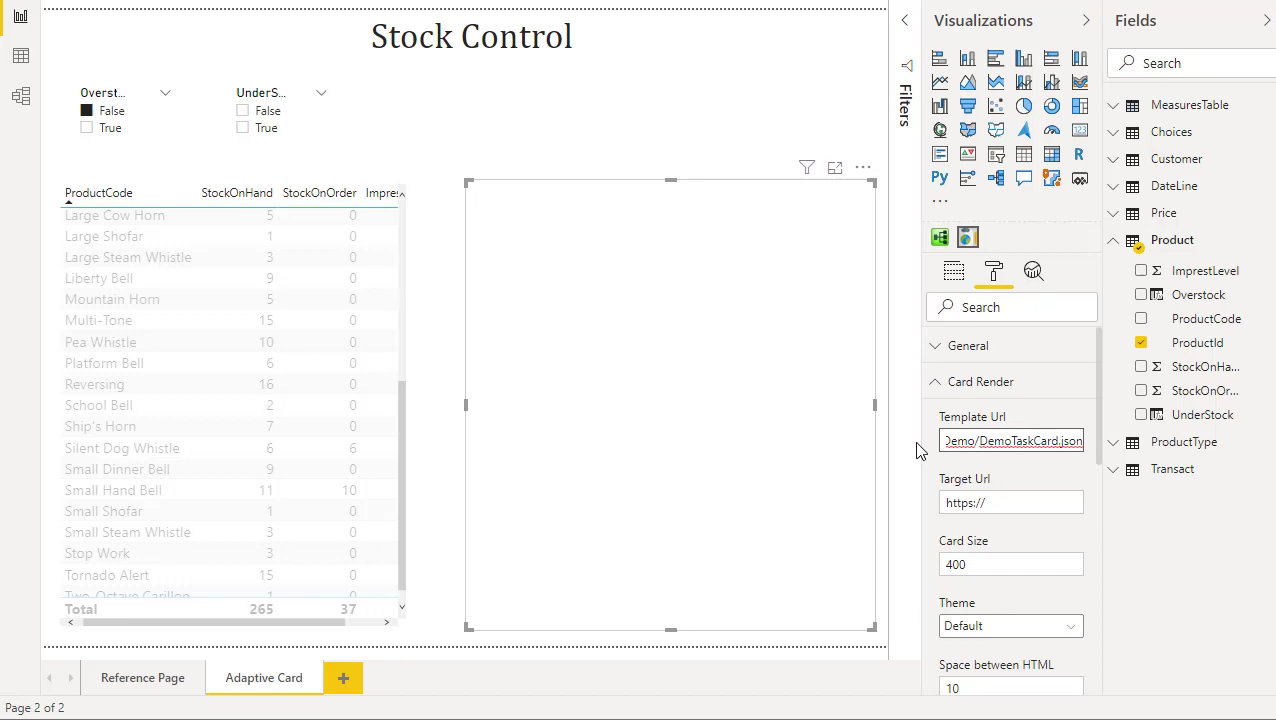 Stock Control
Overst...
False
True
UnderS...
False
True
ProductCode StockOnHand StockOnOrder Impres
Large Cow Horn 5 0
Large Shofar 1 0
Large Steam Whistle 3 0
Liberty Bell 9 0
Mountain Horn 5 0
Multi-Tone 15 0
Pea Whistle 10 0
Platform Bell 6 0
Reversing 16 0
School Bell 2 0
Ship's Horn 7 0
Silent Dog Whistle 6 6
Small Dinner Bell 9 0
Small Hand Bell 11 10
Small Shofar 1 0
Small Steam Whistle 3 0
Stop Work 3 0
Tornado Alert 15 0
Two-Octave Carillon 1 0
Total 265 37
Reference Page
Adaptive Card
Page 2 of 2
Filters
Visualizations
123
R
Py
Search
General
Card Render
Template Url
Demo/DemoTaskCard.json
Target Url
https://
Card Size
400
Theme
Default
Space between HTML
10
Fields
Search
MeasuresTable
Choices
Customer
DateLine
Price
Product
Σ ImprestLevel
Overstock
ProductCode
ProductId
Σ StockOnHa...
Σ StockOnOr...
UnderStock
ProductType
Transact